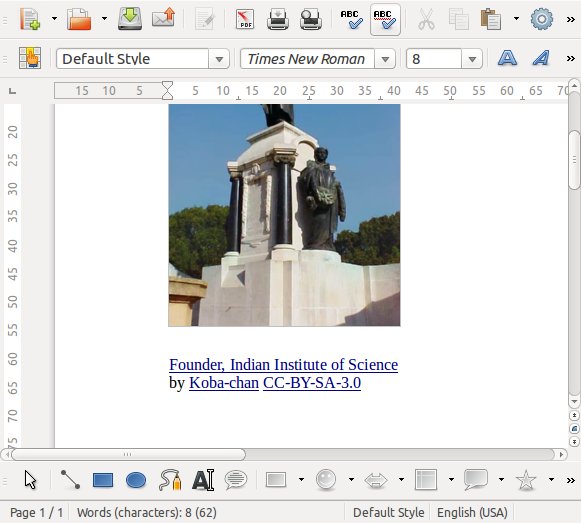 PDF
ABC
ABC
Default Style
Times New Roman
8
A
A
»
15 10 5 5 10 15 20 25 30 35 40 45 50 55 60 65 70
20
25
30
35
40
45
50
55
60
65
70
75
Founder, Indian Institute of Science
by Koba-chan CC-BY-SA-3.0
A
»
Page 1 / 1 Words (characters): 8 (62) Default Style English (USA)